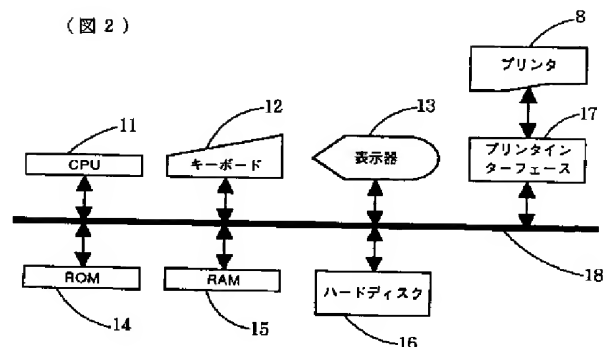 (図2)
8
プリンタ
11
12
13
17
CPU
キーボード
表示器
プリンタイン
ターフェース
18
ROM
RAM
ハードディスク
14
15
16